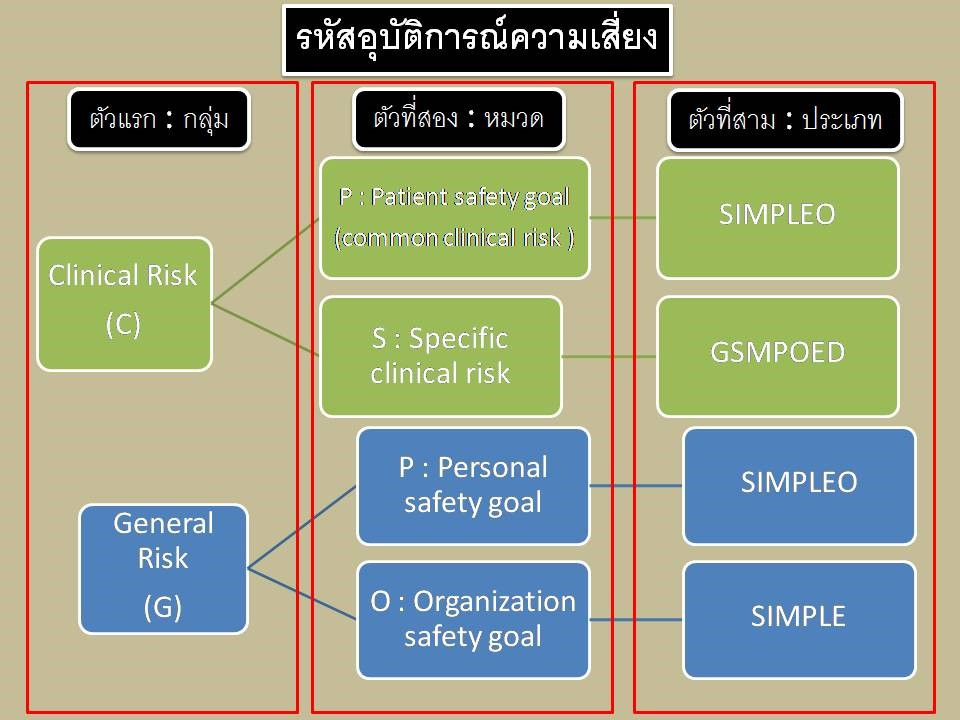 รหัสอุบัติการณ์ความเสี่ยง
ตัวแรก : กลุ่ม
ตัวที่สอง : หมวด
ตัวที่สาม : ประเภท
Clinical Risk
(C)
P : Patient safety goal
(common clinical risk )
SIMPLEO
S : Specific
clinical risk
GSMPOED
General
Risk
(G)
P : Personal
safety goal
SIMPLEO
O : Organization
safety goal
SIMPLE